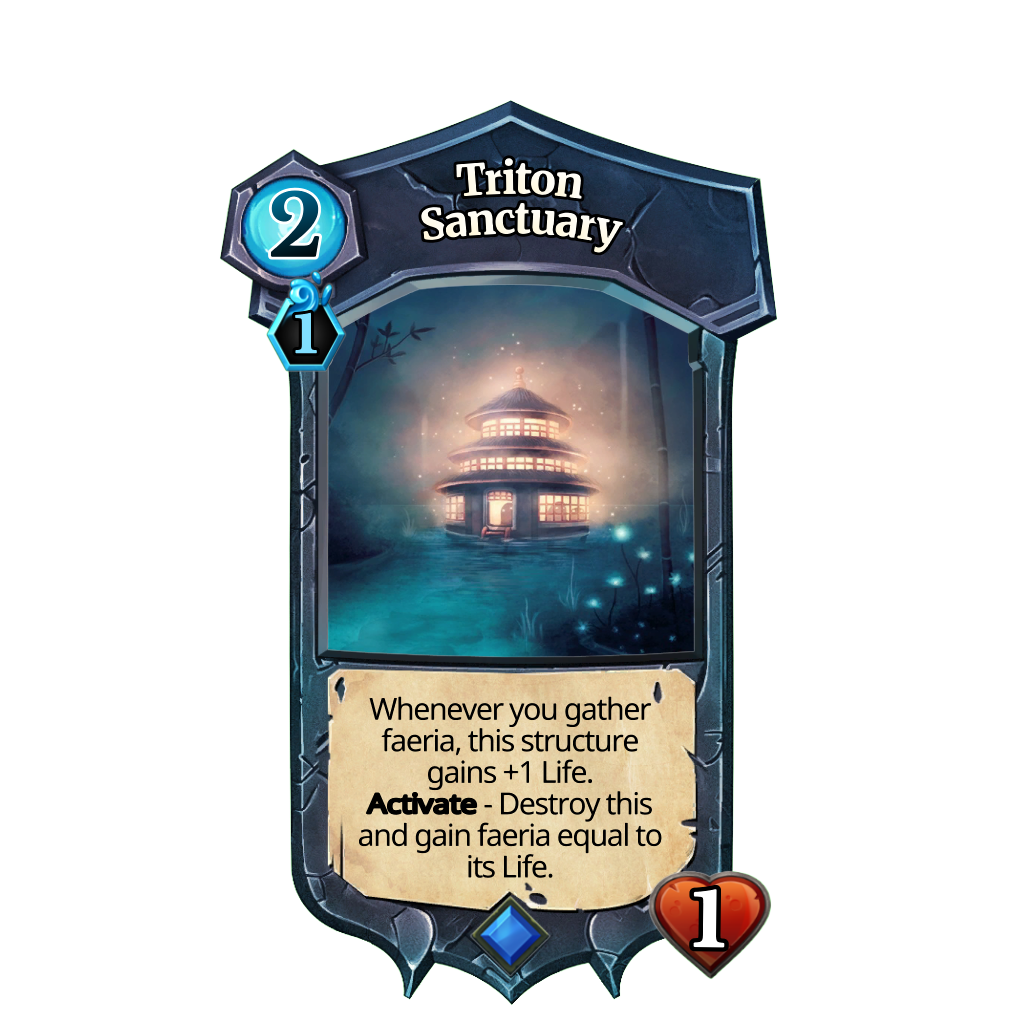 2
Triton
Sanctuary
1
Whenever you gather
faeria, this structure
gains +1 Life.
Activate - Destroy this
and gain faeria equal to
its Life.
1